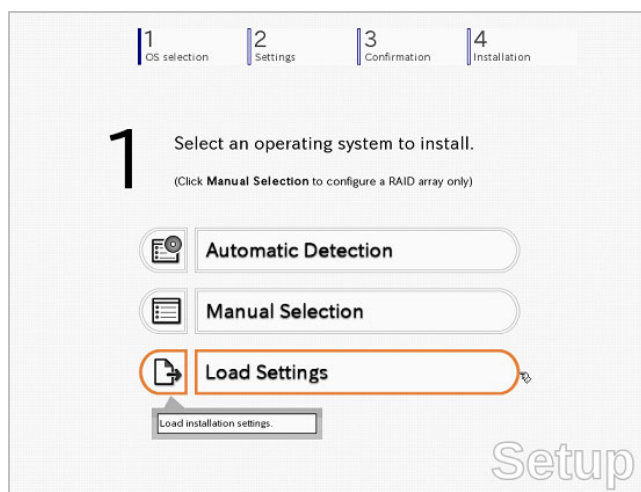 1 2 3 4
OS selection Settings Confirmation Installation
1
Select an operating system to install.
(Click Manual Selection to configure a RAID array only)
Automatic Detection
Manual Selection
Load Settings
Load installation settings.
Setup